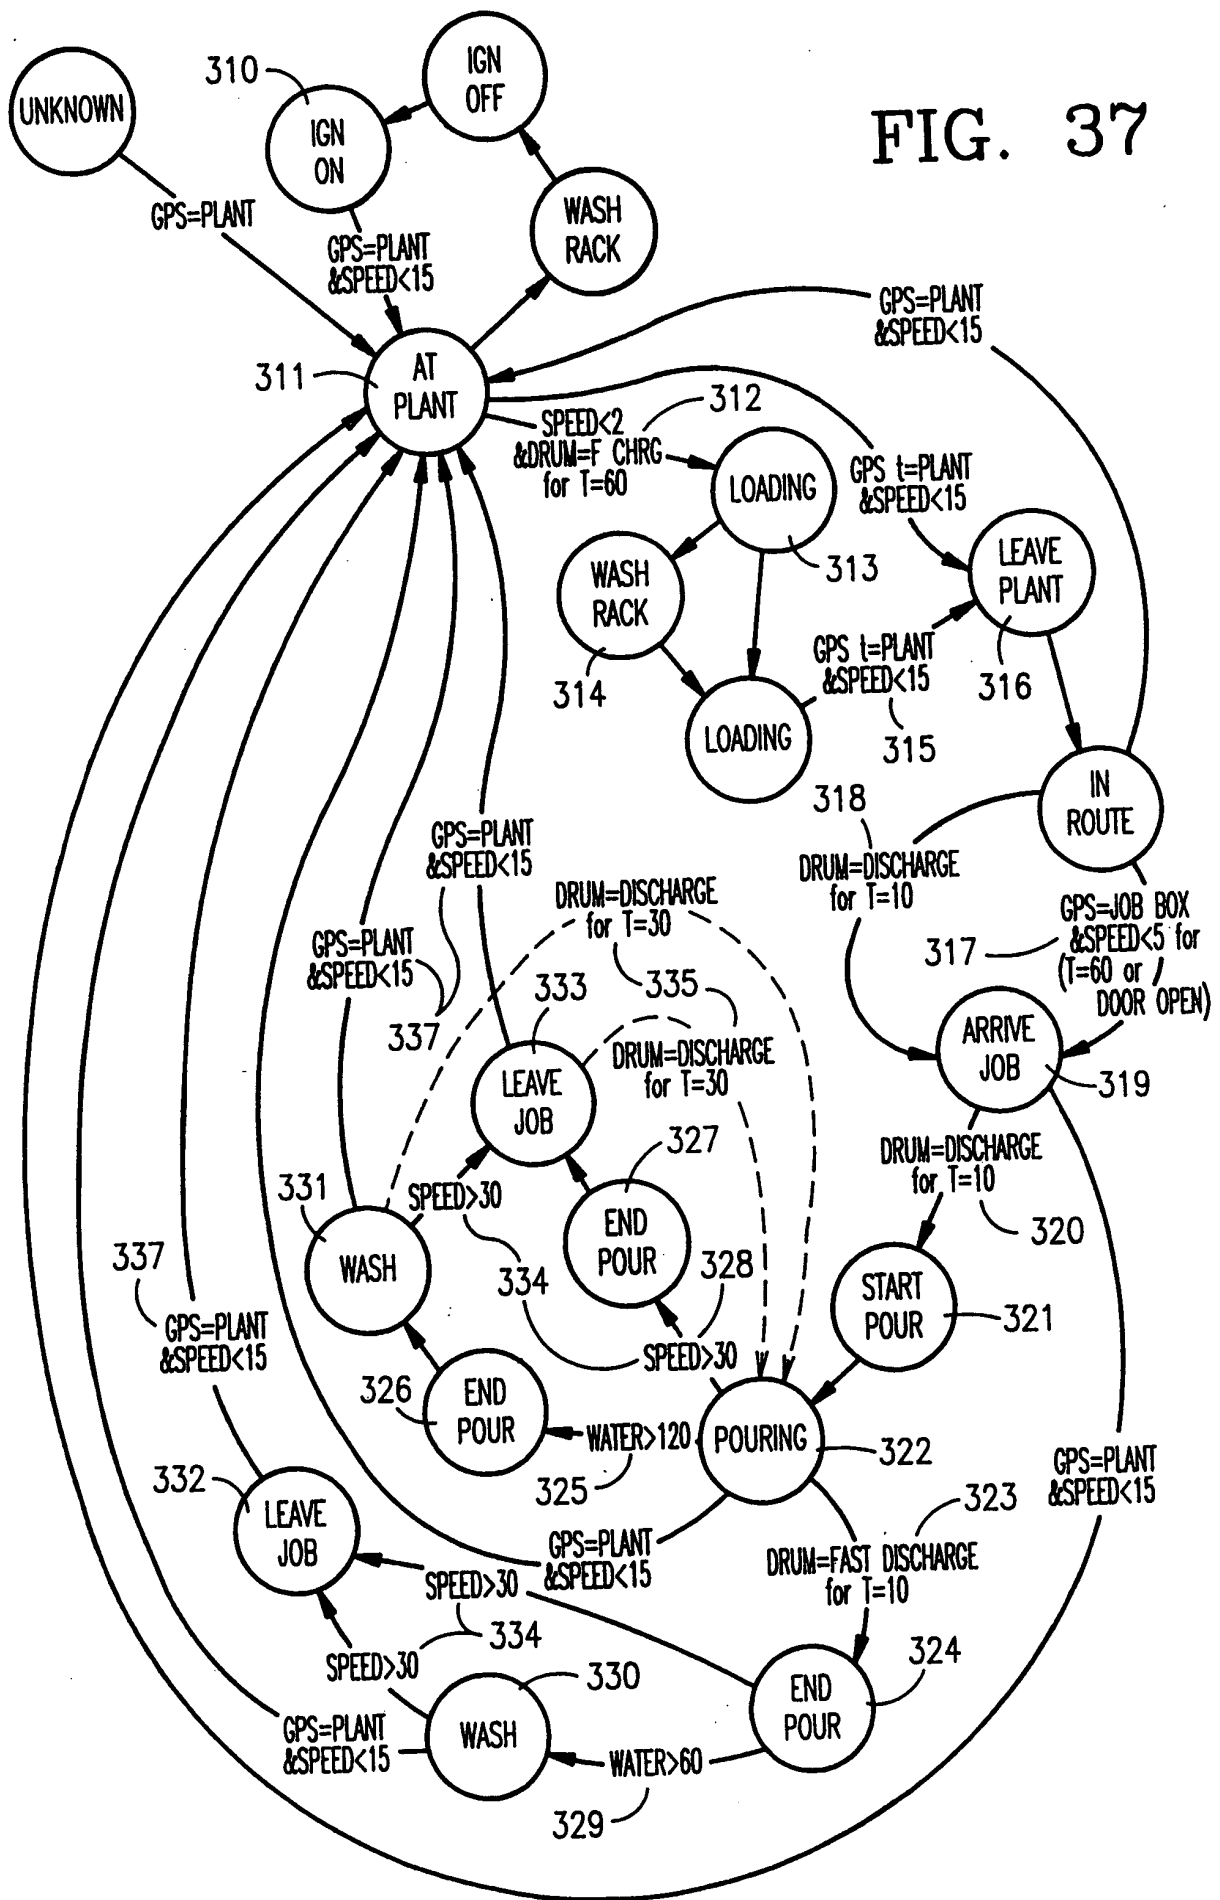 FIG. 37
310
IGN
OFF
UNKNOWN
IGN
ON
WASH
RACK
GPS=PLANT
GPS=PLANT
&SPEED<15
GPS=PLANT
&SPEED<15
311
AT
PLANT
312
SPEED<2
&DRUM=F CHRG
for T=60
LOADING
GPS t=PLANT
&SPEED<15
313
LEAVE
PLANT
WASH
RACK
314
GPS t=PLANT
&SPEED<15
315
316
LOADING
IN
ROUTE
318
DRUM=DISCHARGE
for T=10
GPS=JOB BOX
&SPEED<5 for
(T=60 or
DOOR OPEN)
317
GPS=PLANT
&SPEED<15
DRUM=DISCHARGE
for T=30
GPS=PLANT
&SPEED<15
337
333
335
ARRIVE
JOB
319
LEAVE
JOB
DRUM=DISCHARGE
for T=30
327
DRUM=DISCHARGE
for T=10
320
331
SPEED>30
END
POUR
WASH
334
328
START
POUR
321
337
GPS=PLANT
&SPEED<15
SPEED>30
326
END
POUR
WATER>120
325
POURING
322
GPS=PLANT
&SPEED<15
332
LEAVE
JOB
323
GPS=PLANT
&SPEED<15
DRUM=FAST DISCHARGE
for T=10
SPEED>30
334
SPEED>30
330
324
END
POUR
GPS=PLANT
&SPEED<15
WASH
WATER>60
329